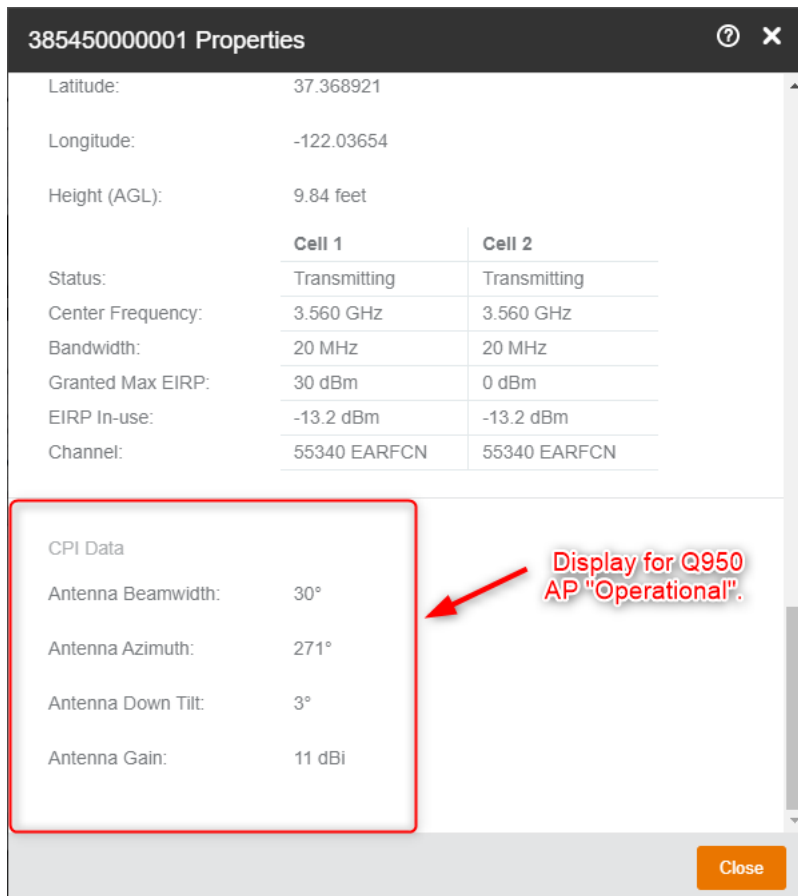 385450000001 Properties
Latitude: 37.368921
Longitude: -122.03654
Height (AGL): 9.84 feet
Cell 1 Cell 2
Status: Transmitting Transmitting
Center Frequency: 3.560 GHz 3.560 GHz
Bandwidth: 20 MHz 20 MHz
Granted Max EIRP: 30 dBm 0 dBm
EIRP In-use: -13.2 dBm -13.2 dBm
Channel: 55340 EARFCN 55340 EARFCN
CPI Data
Antenna Beamwidth: 30°
Display for Q950
AP "Operational".
Antenna Azimuth: 271°
Antenna Down Tilt: 3°
Antenna Gain: 11 dBi
Close